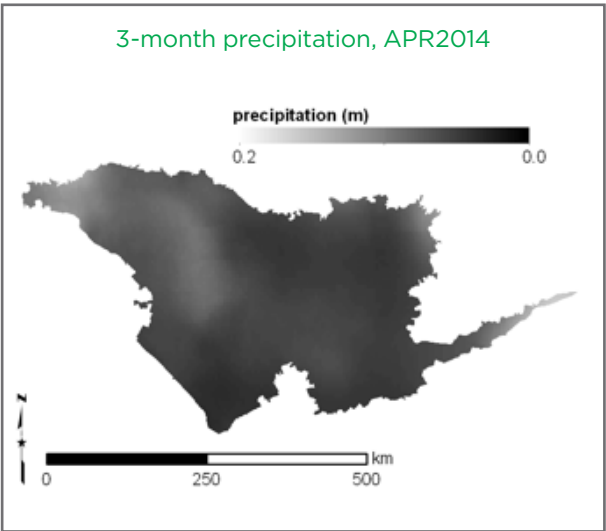 3-month precipitation, APR2014
precipitation (m)
0.2 0.0
N
km
0 250 500